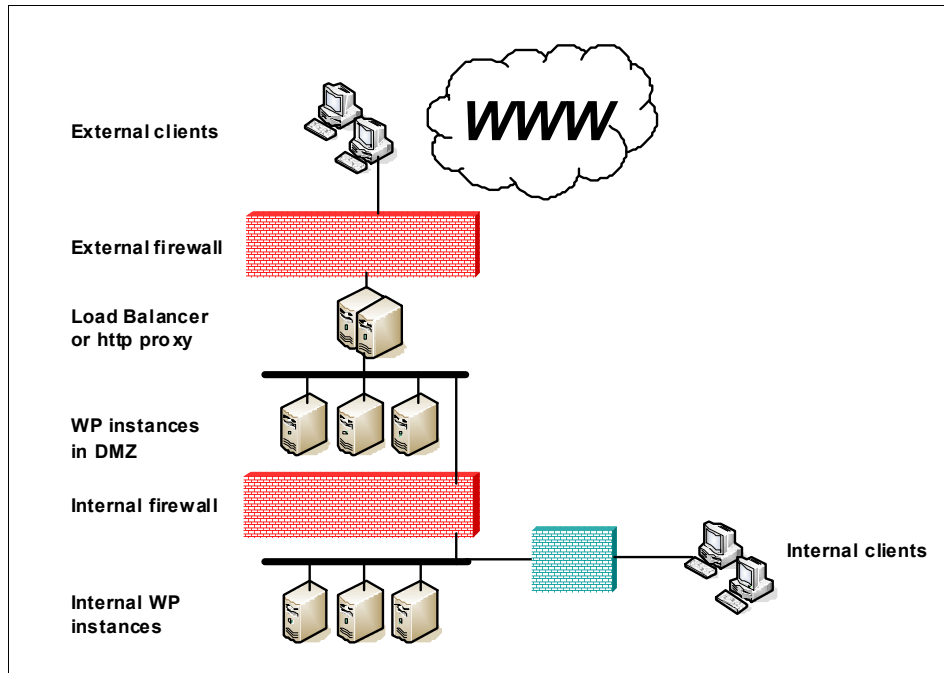 WWW
External clients
External firewall
Load Balancer
or http proxy
WP instances
in DMZ
Internal firewall
Internal clients
Internal WP
instances